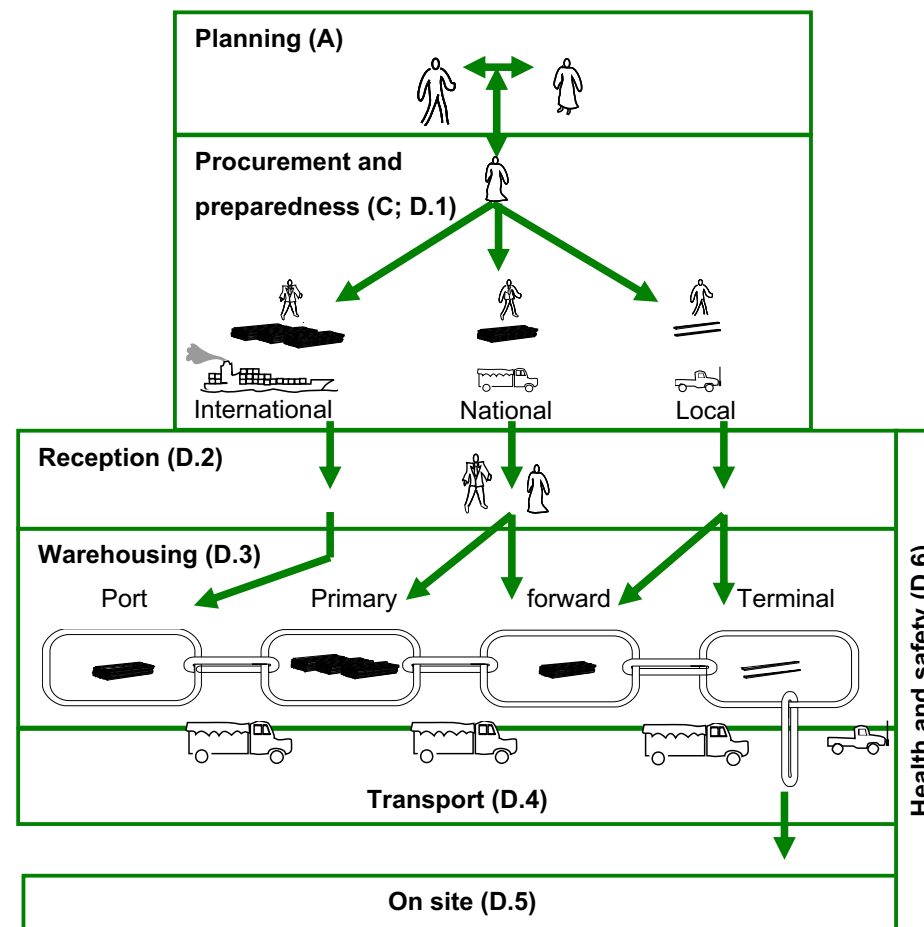 Planning (A)
Procurement and
preparedness (C; D.1)
International
National
Local
Reception (D.2)
Warehousing (D.3)
Port
Primary
forward
Terminal
Health and safety (D.6)
Transport (D.4)
On site (D.5)